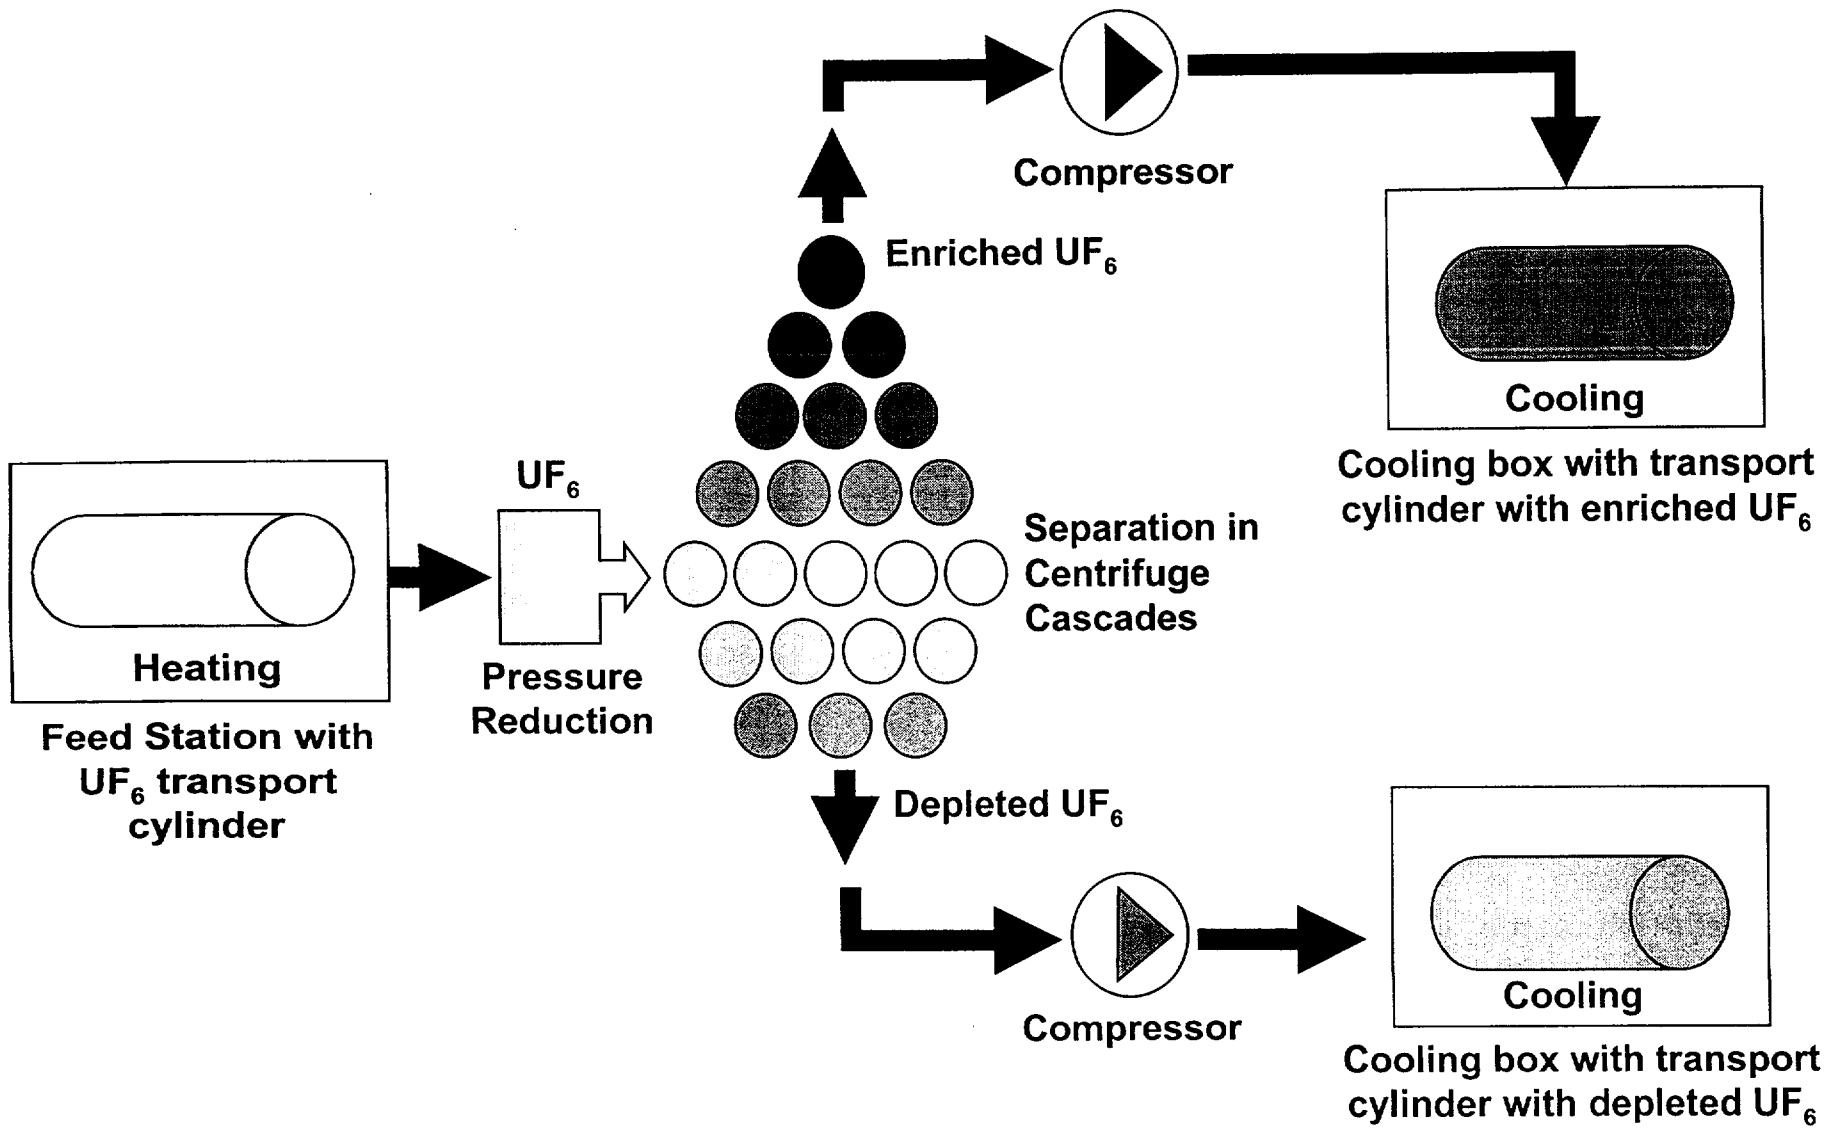 Compressor
Enriched UF6
Cooling
Cooling box with transport
cylinder with enriched UF6
UF6
Separation in
Centrifuge
Cascades
Heating
Pressure
Reduction
Feed Station with
UF6 transport
cylinder
Depleted UF6
Compressor
Cooling
Cooling box with transport
cylinder with depleted UF6